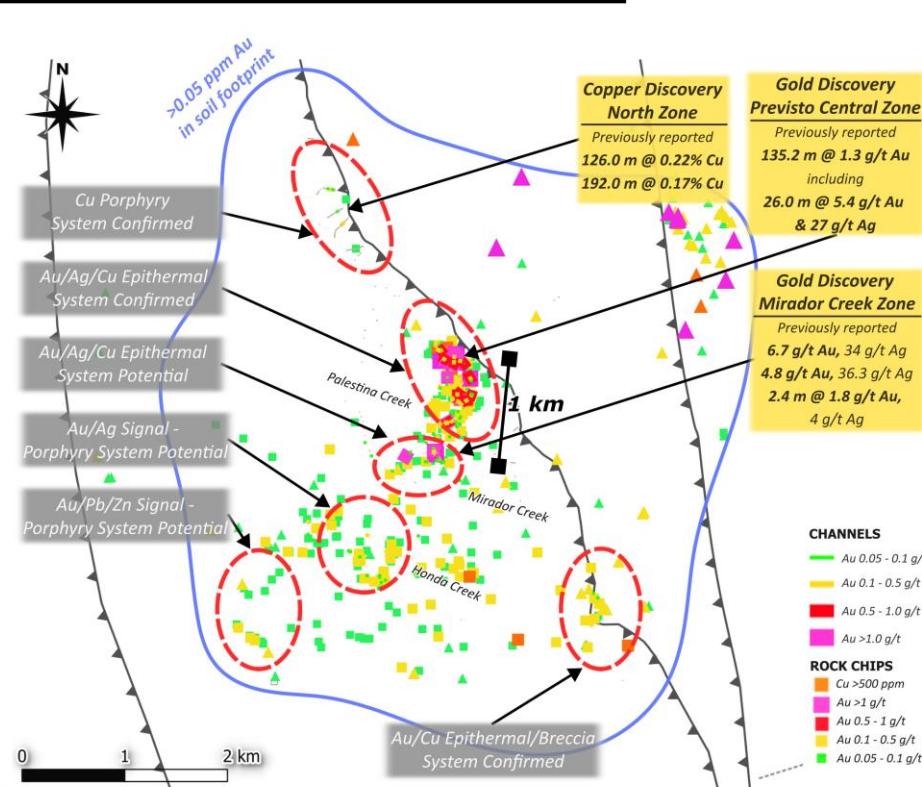 N
>0.05 ppm Au
in soil footprint
Copper Discovery
North Zone
Previously reported
126.0 m @ 0.22% Cu
192.0 m @ 0.17% Cu
Gold Discovery
Previsto Central Zone
Previously reported
135.2 m @ 1.3 g/t Au
including
26.0 m @ 5.4 g/t Au
& 27 g/t Ag
Cu Porphyry
System Confirmed
Au/Ag/Cu Epithermal
System Confirmed
Au/Ag/Cu Epithermal
System Potential
Au/Ag Signal -
Porphyry System Potential
Au/Pb/Zn Signal -
Porphyry System Potential
Gold Discovery
Mirador Creek Zone
Previously reported
6.7 g/t Au, 34 g/t Ag
4.8 g/t Au, 36.3 g/t Ag
2.4 m @ 1.8 g/t Au,
4 g/t Ag
Palestina Creek
1 km
Mirador Creek
Honda Creek
Au/Cu Epithermal/Breccia
System Confirmed
0 1 2 km
CHANNELS
Au 0.05 - 0.1 g/
Au 0.1 - 0.5 g/t
Au 0.5 - 1.0 g/t
Au >1.0 g/t
ROCK CHIPS
Cu >500 ppm
Au >1 g/t
Au 0.5 - 1 g/t
Au 0.1 - 0.5 g/t
Au 0.05 - 0.1 g/t